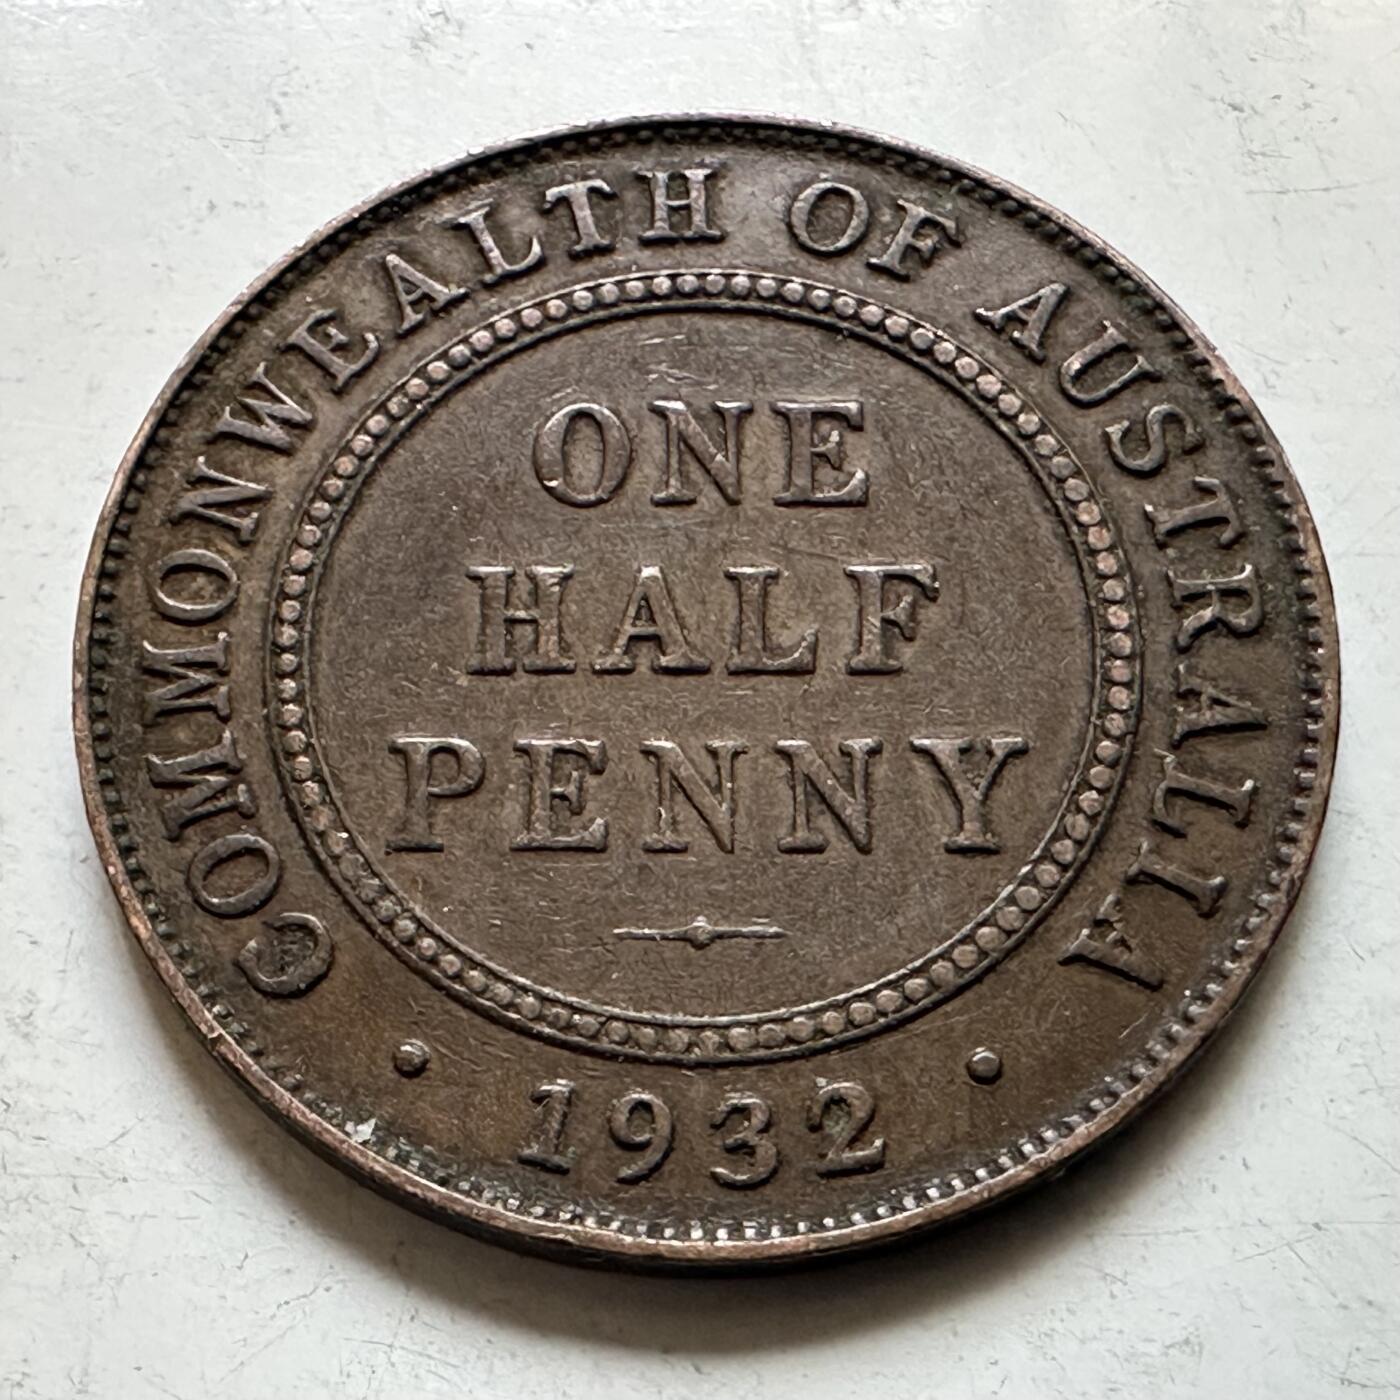 COMMONWEALTH OF AUSTRALIA
ONE
HALF
PENNY
· 1932 ·